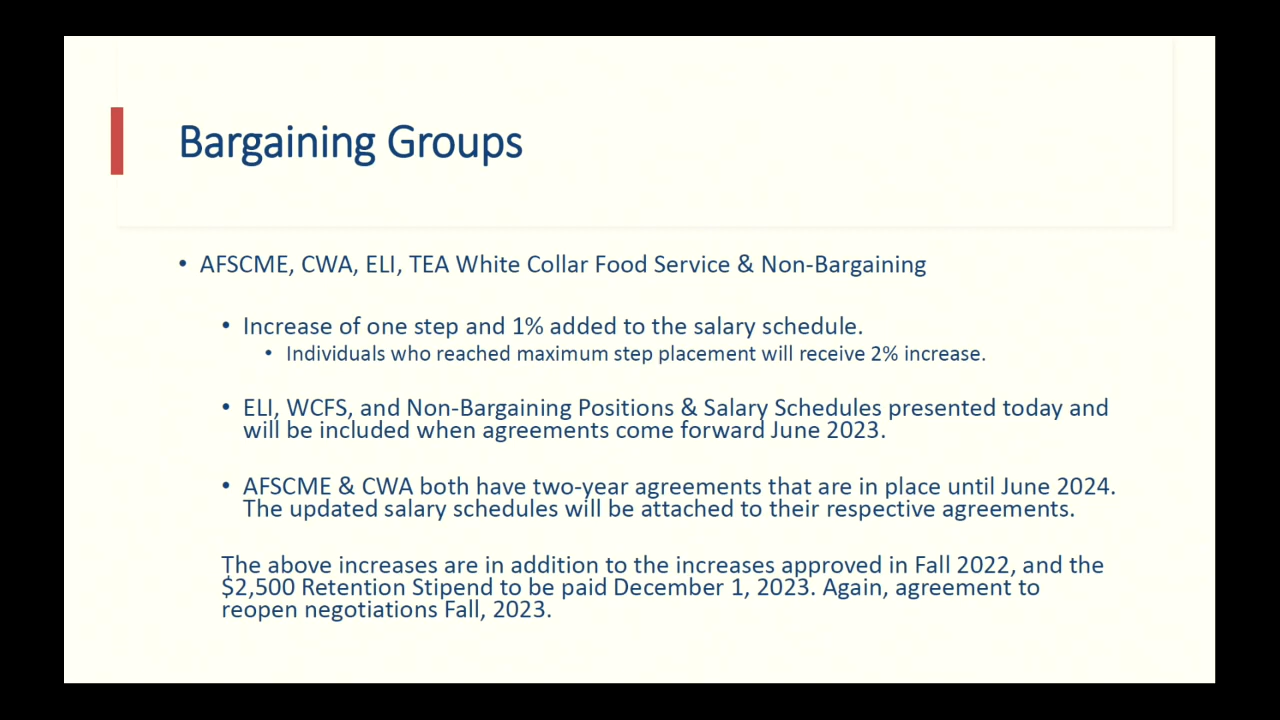 Bargaining Groups
• AFSCME, CWA, ELI, TEA White Collar Food Service & Non-Bargaining
• Increase of one step and 1% added to the salary schedule.
• Individuals who reached maximum step placement will receive 2% increase.
• ELI, WCFS, and Non-Bargaining Positions & Salary Schedules presented today and
will be included when agreements come forward June 2023.
• AFSCME & CWA both have two-year agreements that are in place until June 2024.
The updated salary schedules will be attached to their respective agreements.
The above increases are in addition to the increases approved in Fall 2022, and the
$2,500 Retention Stipend to be paid December 1, 2023. Again, agreement to
reopen negotiations Fall, 2023.